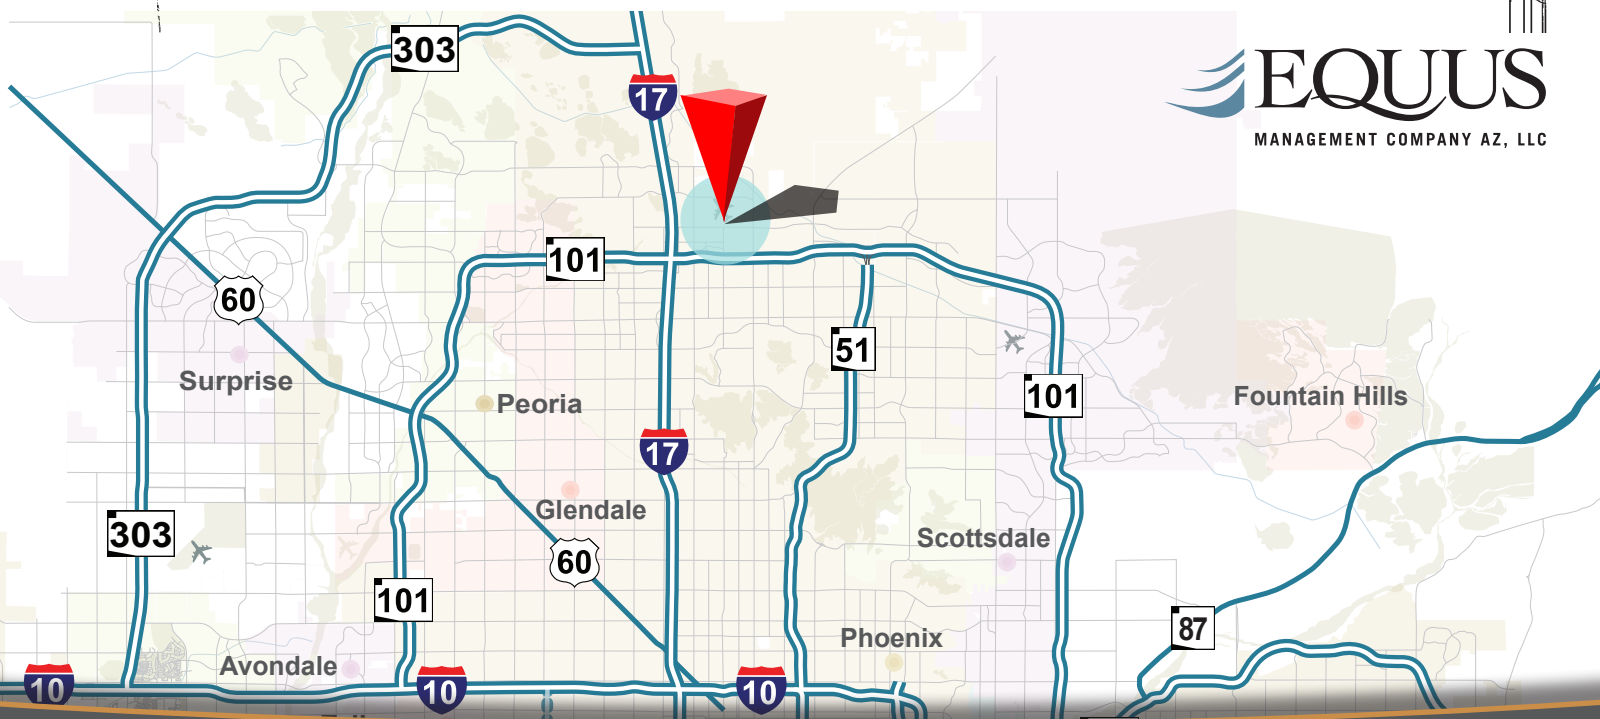 303
17
EQUUS
MANAGEMENT COMPANY AZ, LLC
101
60
51
Surprise
Peoria
101
Fountain Hills
17
Glendale
303
Scottsdale
60
101
87
Phoenix
Avondale
10
10
10